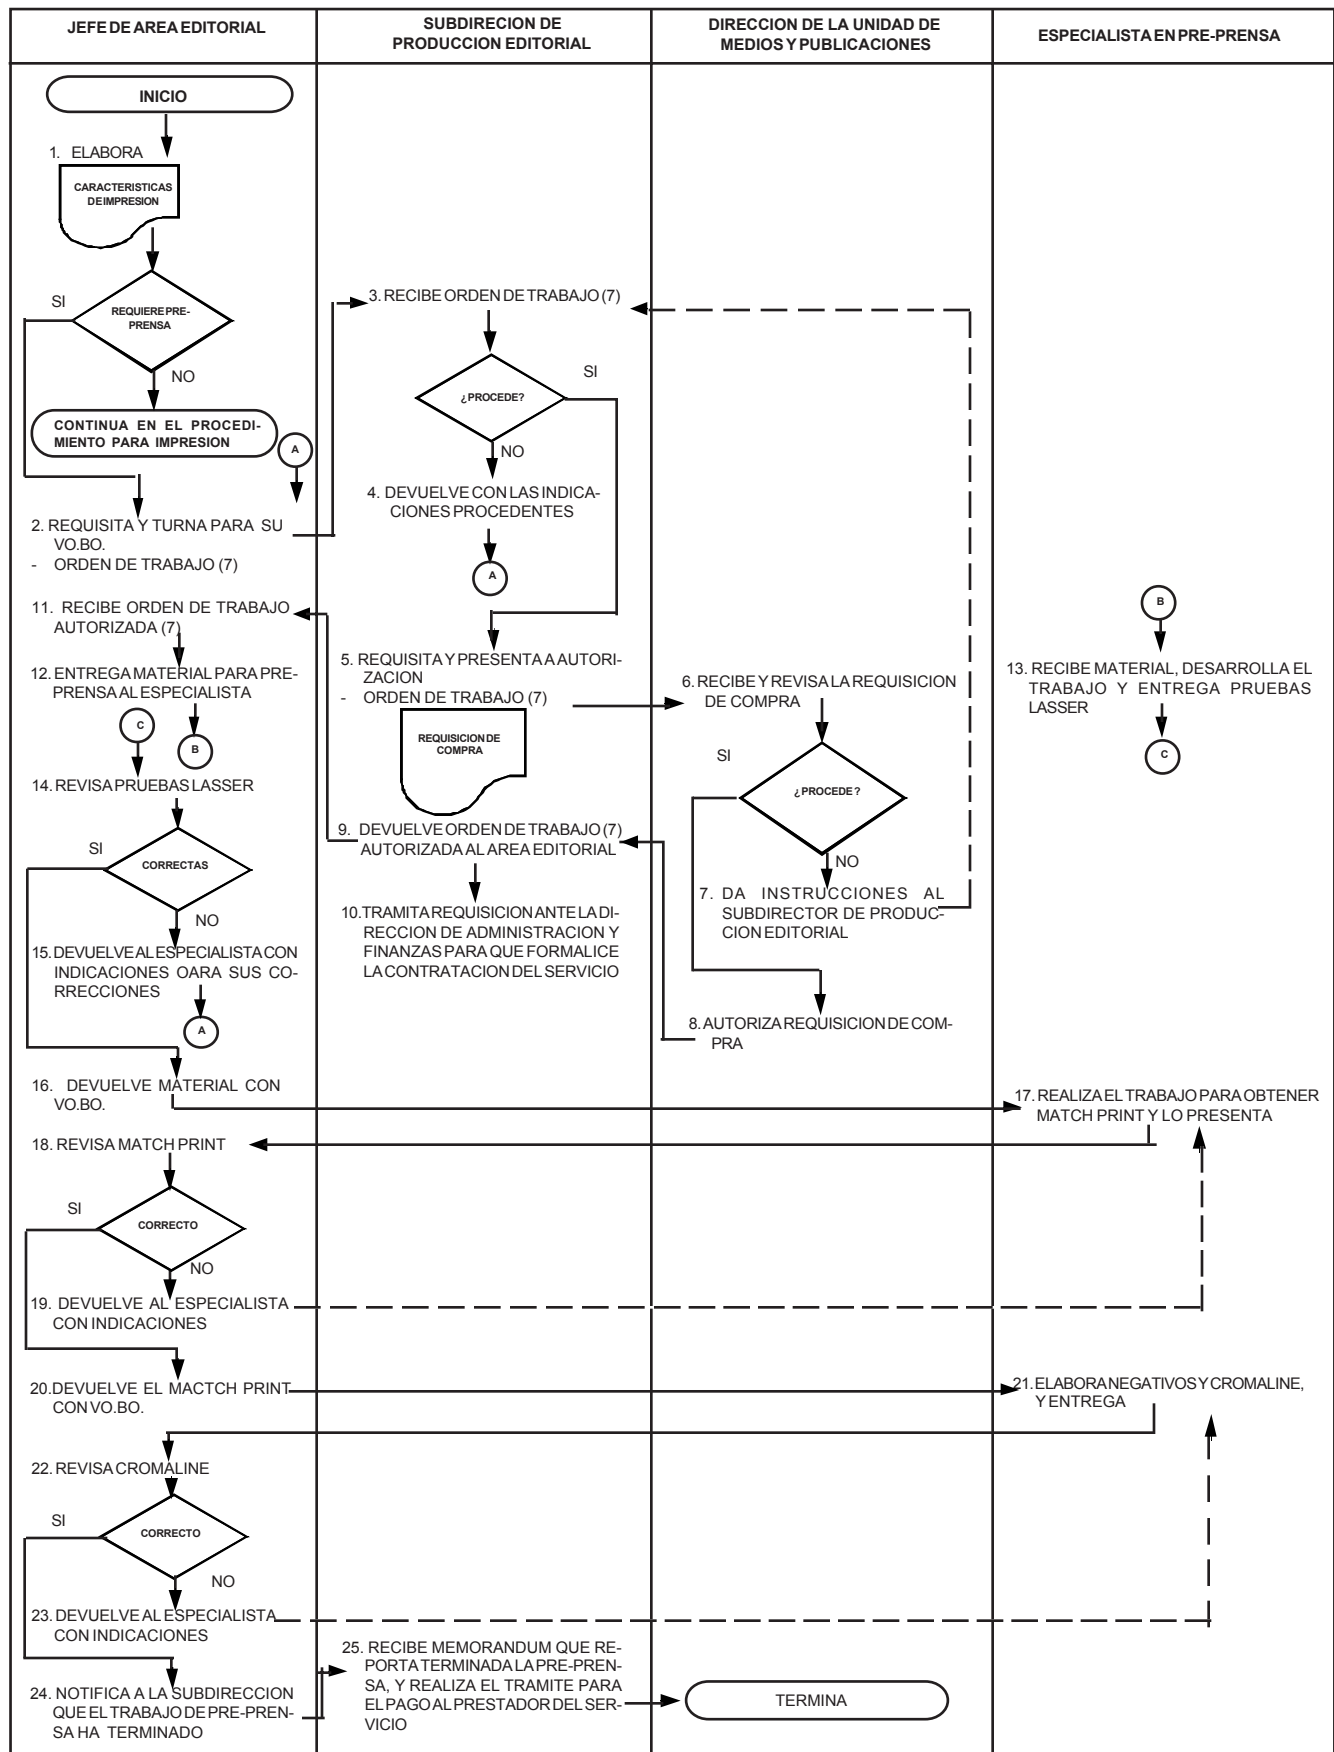 JEFE DE AREA EDITORIAL
SUBDIRECION DE
PRODUCCION EDITORIAL
DIRECCION DE LA UNIDAD DE
MEDIOS Y PUBLICACIONES
ESPECIALISTA EN PRE-PRENSA
INICIO
1. ELABORA
CARACTERISTICAS
DE IMPRESION
SI
REQUIERE PRE-
PRENSA
NO
CONTINUA EN EL PROCEDI-
MIENTO PARA IMPRESION
A
2. REQUISITA Y TURNA PARA SU
VO.BO.
- ORDEN DE TRABAJO (7)
3. RECIBE ORDEN DE TRABAJO (7)
¿PROCEDE?
SI
NO
4. DEVUELVE CON LAS INDICA-
CIONES PROCEDENTES
A
5. REQUISITA Y PRESENTA A AUTORI-
ZACION
- ORDEN DE TRABAJO (7)
REQUISICION DE
COMPRA
6. RECIBE Y REVISA LA REQUISICION
DE COMPRA
SI
¿PROCEDE?
NO
7. DA INSTRUCCIONES AL
SUBDIRECTOR DE PRODUC-
CION EDITORIAL
8. AUTORIZA REQUISICION DE COM-
PRA
9. DEVUELVE ORDEN DE TRABAJO (7)
AUTORIZADA AL AREA EDITORIAL
10. TRAMITA REQUISICION ANTE LA DI-
RECCION DE ADMINISTRACION Y
FINANZAS PARA QUE FORMALICE
LA CONTRATACION DEL SERVICIO
11. RECIBE ORDEN DE TRABAJO
AUTORIZADA (7)
12. ENTREGA MATERIAL PARA PRE-
PRENSA AL ESPECIALISTA
C
B
B
13. RECIBE MATERIAL, DESARROLLA EL
TRABAJO Y ENTREGA PRUEBAS
LASSER
C
14. REVISA PRUEBAS LASSER
SI
CORRECTAS
NO
15. DEVUELVE AL ESPECIALISTA CON
INDICACIONES OARA SUS CO-
RRECCIONES
A
16. DEVUELVE MATERIAL CON
VO.BO.
17. REALIZA EL TRABAJO PARA OBTENER
MATCH PRINT Y LO PRESENTA
18. REVISA MATCH PRINT
SI
CORRECTO
NO
19. DEVUELVE AL ESPECIALISTA
CON INDICACIONES
20. DEVUELVE EL MACTCH PRINT
CON VO.BO.
21. ELABORA NEGATIVOS Y CROMALINE,
Y ENTREGA
22. REVISA CROMALINE
SI
CORRECTO
NO
23. DEVUELVE AL ESPECIALISTA
CON INDICACIONES
24. NOTIFICA A LA SUBDIRECCION
QUE EL TRABAJO DE PRE-PREN-
SA HA TERMINADO
25. RECIBE MEMORANDUM QUE RE-
PORTA TERMINADA LA PRE-PREN-
SA, Y REALIZA EL TRAMITE PARA
EL PAGO AL PRESTADOR DEL SER-
VICIO
TERMINA